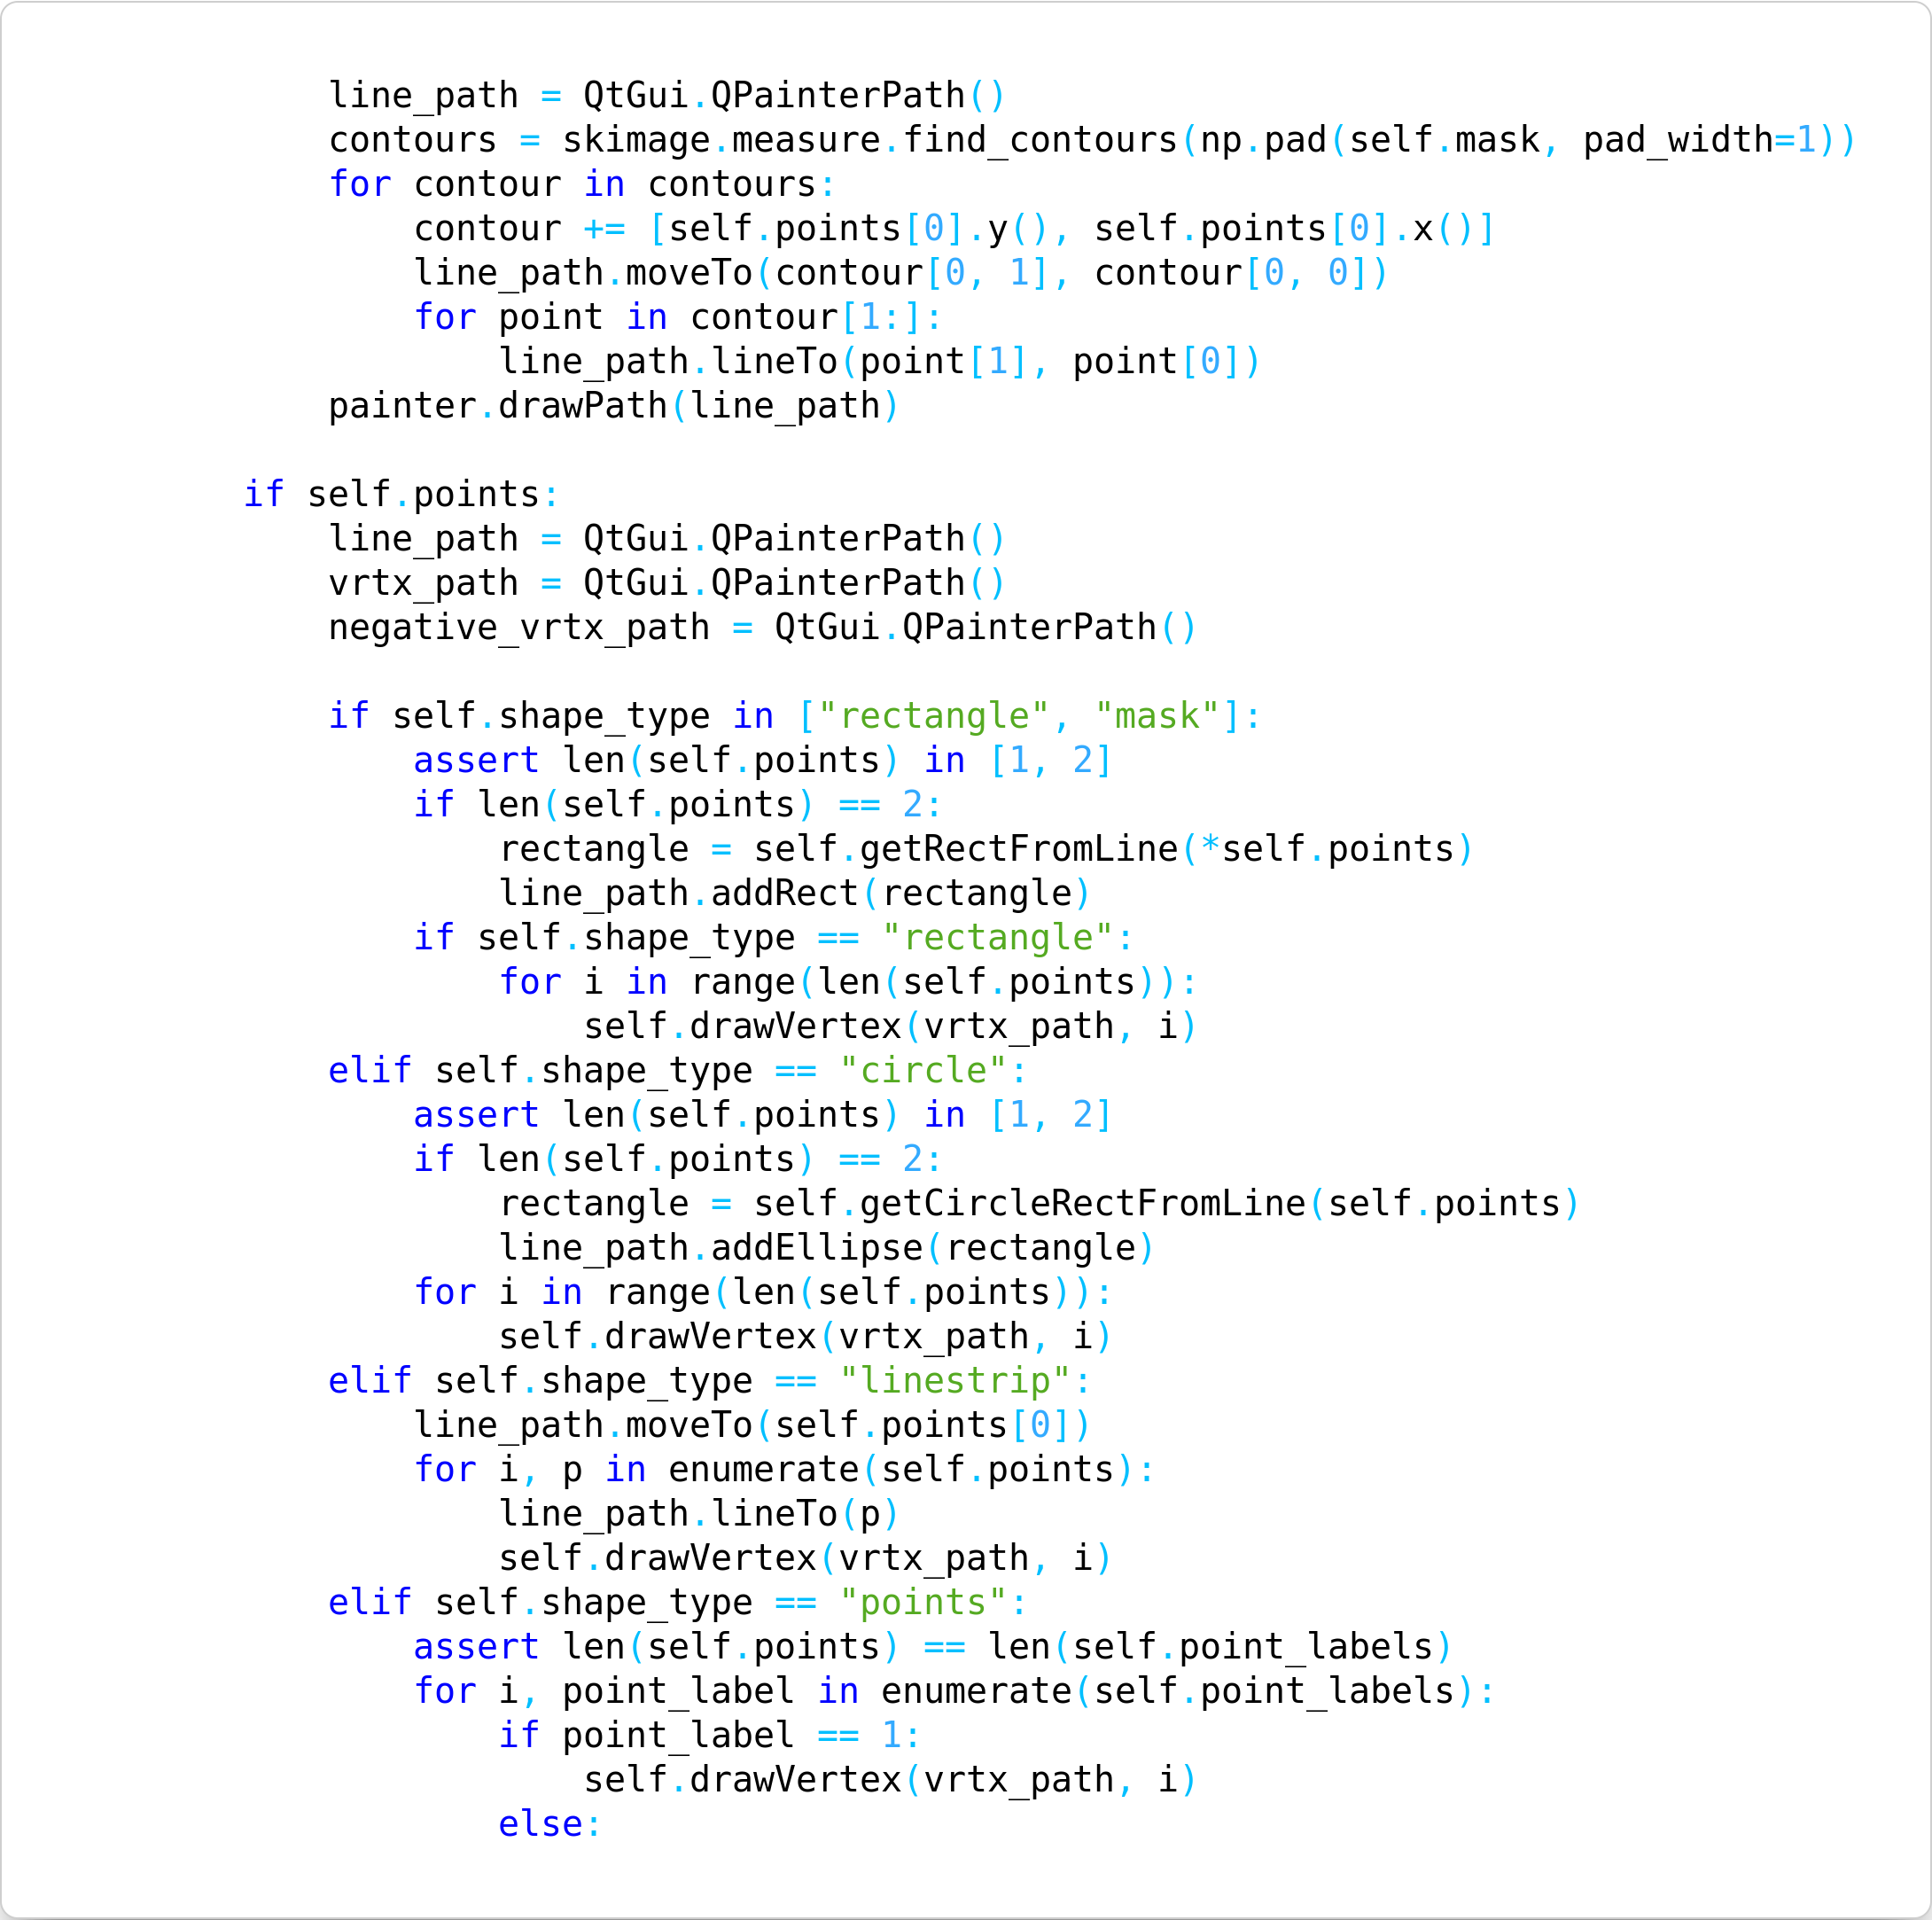 line_path = QtGui.QPainterPath()
            contours = skimage.measure.find_contours(np.pad(self.mask, pad_width=1))
            for contour in contours:
                contour += [self.points[0].y(), self.points[0].x()]
                line_path.moveTo(contour[0, 1], contour[0, 0])
                for point in contour[1:]:
                    line_path.lineTo(point[1], point[0])
            painter.drawPath(line_path)

        if self.points:
            line_path = QtGui.QPainterPath()
            vrtx_path = QtGui.QPainterPath()
            negative_vrtx_path = QtGui.QPainterPath()

            if self.shape_type in ["rectangle", "mask"]:
                assert len(self.points) in [1, 2]
                if len(self.points) == 2:
                    rectangle = self.getRectFromLine(*self.points)
                    line_path.addRect(rectangle)
                if self.shape_type == "rectangle":
                    for i in range(len(self.points)):
                        self.drawVertex(vrtx_path, i)
            elif self.shape_type == "circle":
                assert len(self.points) in [1, 2]
                if len(self.points) == 2:
                    rectangle = self.getCircleRectFromLine(self.points)
                    line_path.addEllipse(rectangle)
                for i in range(len(self.points)):
                    self.drawVertex(vrtx_path, i)
            elif self.shape_type == "linestrip":
                line_path.moveTo(self.points[0])
                for i, p in enumerate(self.points):
                    line_path.lineTo(p)
                    self.drawVertex(vrtx_path, i)
            elif self.shape_type == "points":
                assert len(self.points) == len(self.point_labels)
                for i, point_label in enumerate(self.point_labels):
                    if point_label == 1:
                        self.drawVertex(vrtx_path, i)
                    else: